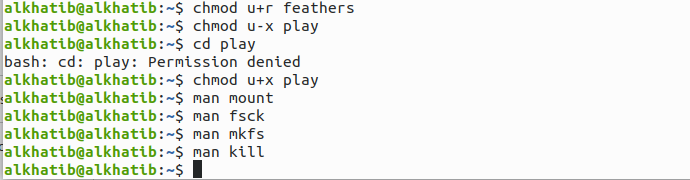 alkhatib@alkhatib:~$ chmod u+r feathers
alkhatib@alkhatib:~$ chmod u-x play
alkhatib@alkhatib:~$ cd play
bash: cd: play: Permission denied
alkhatib@alkhatib:~$ chmod u+x play
alkhatib@alkhatib:~$ man mount
alkhatib@alkhatib:~$ man fsck
alkhatib@alkhatib:~$ man mkfs
alkhatib@alkhatib:~$ man kill
alkhatib@alkhatib:~$